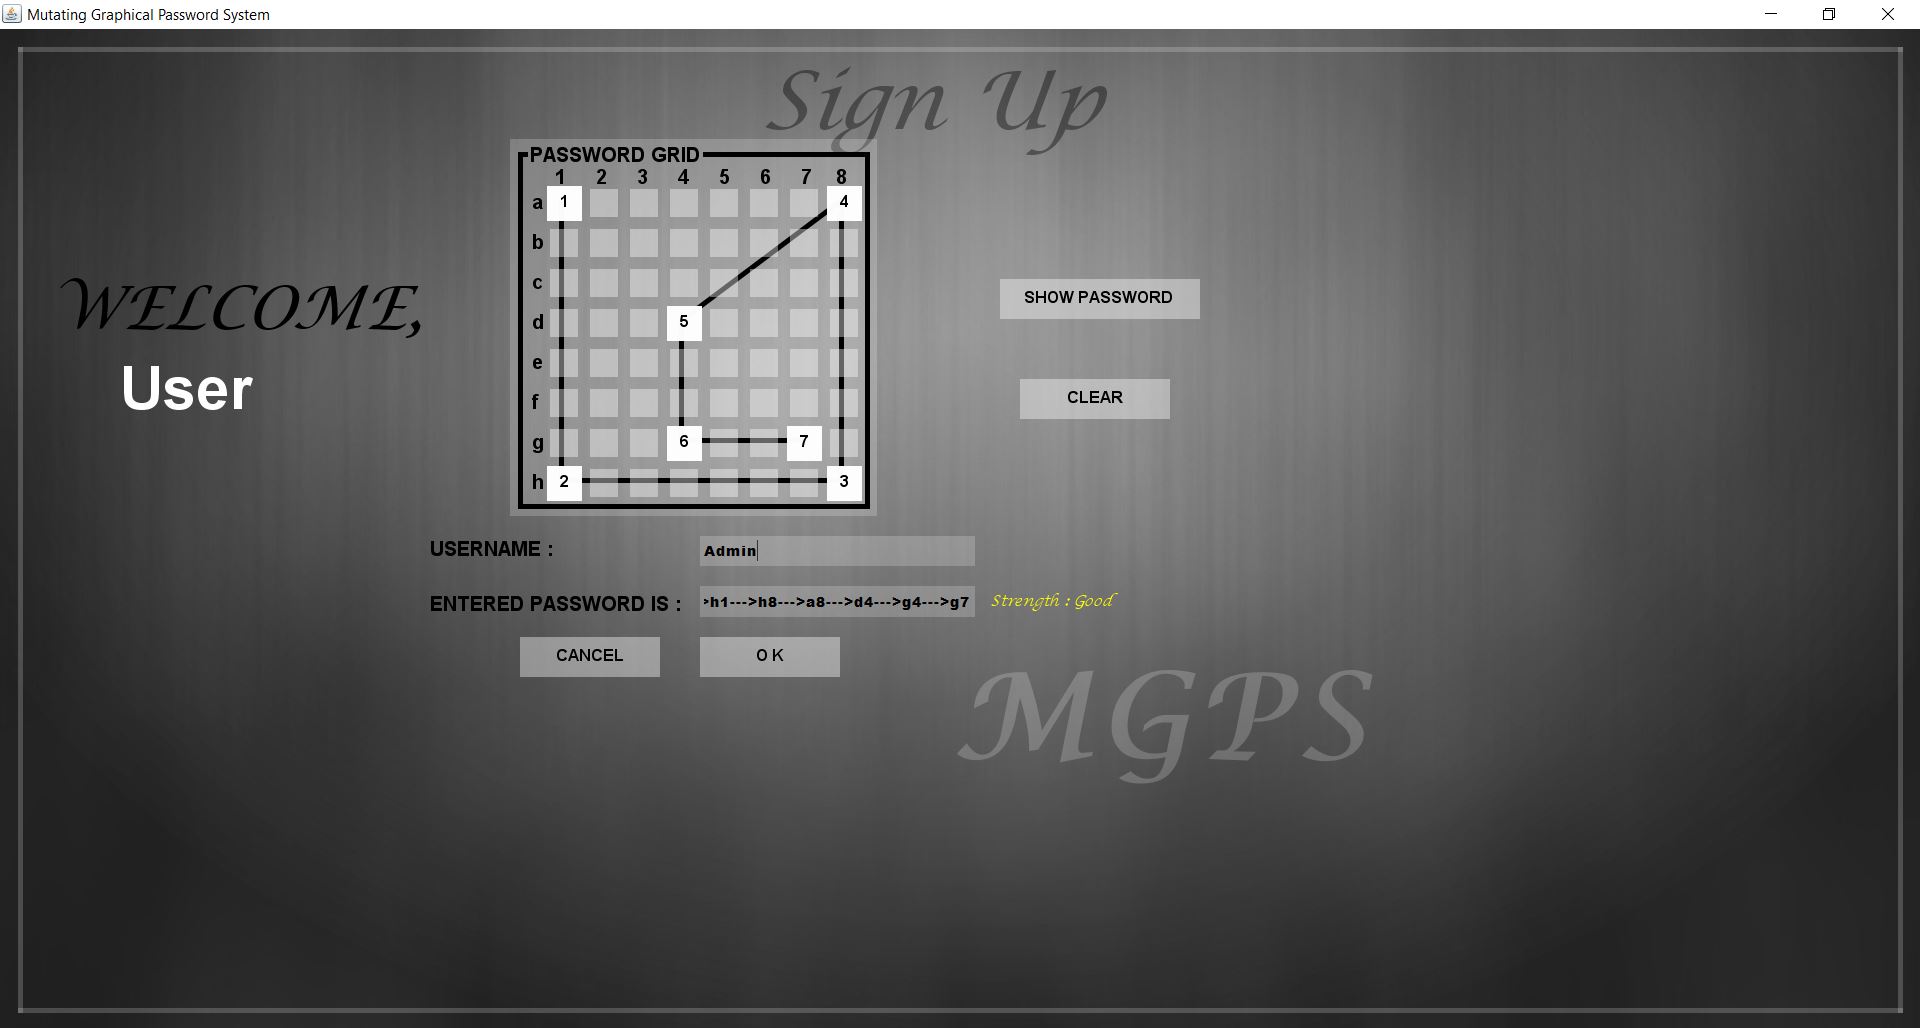 Mutating Graphical Password System
Sign Up
PASSWORD GRID
1 2 3 4 5 6 7 8
a 1 4
b
c
d 5
e
f
g 6 7
h 2 3
WELCOME,
User
SHOW PASSWORD
CLEAR
USERNAME : Admin
ENTERED PASSWORD IS : >h1--->h8--->a8--->d4--->g4--->g7 Strength : Good
CANCEL O K
MGPS